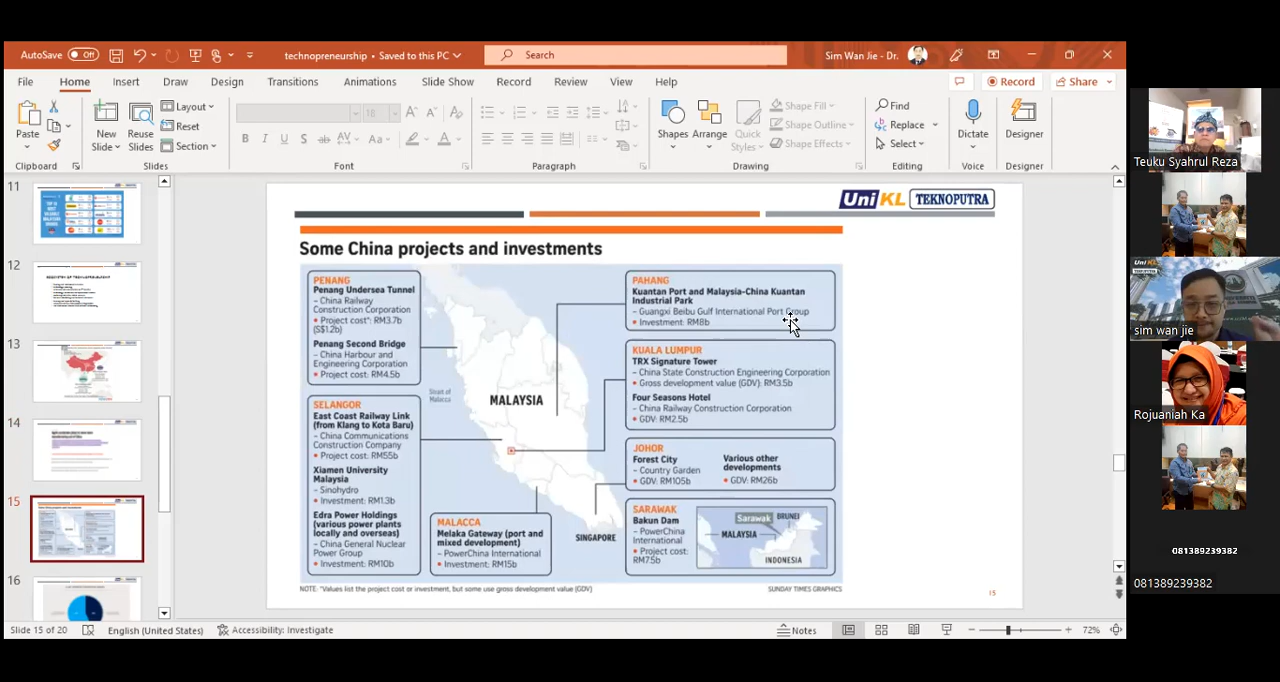 AutoSave Off technopreneurship • Saved to this PC Search Sim Wan Jie - Dr.
File Home Insert Draw Design Transitions Animations Slide Show Record Review View Help Record Share
Paste
New Slide
Reuse Slides
Layout
Reset
Section
18
B I U S ab AV Aa A
Shapes
Arrange
Quick Styles
Shape Fill
Shape Outline
Shape Effects
Find
Replace
Select
Dictate
Designer
Clipboard Slides Font Paragraph Drawing Editing Voice Designer
11
12
13
14
15
16
UniKL TEKNOPUTRA
Some China projects and investments
PENANG
Penang Undersea Tunnel
– China Railway
Construction Corporation
• Project cost*: RM3.7b
(S$1.2b)
Penang Second Bridge
– China Harbour and
Engineering Corporation
• Project cost: RM4.5b
SELANGOR
East Coast Railway Link
(from Klang to Kota Baru)
– China Communications
Construction Company
• Project cost: RM55b
Xiamen University
Malaysia
– Sinohydro
• Investment: RM1.3b
Edra Power Holdings
(various power plants
locally and overseas)
– China General Nuclear
Power Group
• Investment: RM10b
Strait of
Malacca
MALAYSIA
SINGAPORE
MALACCA
Melaka Gateway (port and
mixed development)
– PowerChina International
• Investment: RM15b
PAHANG
Kuantan Port and Malaysia-China Kuantan
Industrial Park
– Guangxi Beibu Gulf International Port Group
• Investment: RM8b
KUALA LUMPUR
TRX Signature Tower
– China State Construction Engineering Corporation
• Gross development value (GDV): RM3.5b
Four Seasons Hotel
– China Railway Construction Corporation
• GDV: RM2.5b
JOHOR
Forest City
– Country Garden
• GDV: RM105b
Various other
developments
• GDV: RM26b
SARAWAK
Bakun Dam
– PowerChina
International
• Project cost:
RM7.5b
Sarawak
BRUNEI
MALAYSIA
INDONESIA
NOTE: *Values list the project cost or investment, but some use gross development value (GDV)
SUNDAY TIMES GRAPHICS
15
Slide 15 of 20 English (United States) Accessibility: Investigate Notes 72%
Teuku Syahrul Reza
UniKL
sim wan jie
Rojuaniah Ka
081389239382
081389239382